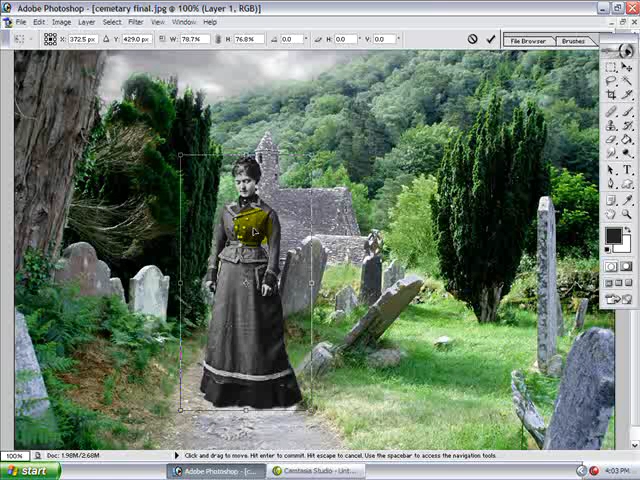 Adobe Photoshop - [cemetary final.jpg @ 100% (Layer 1, RGB)]
File Edit Image Layer Select Filter View Window Help
X: 372.5 px Y: 429.0 px W: 78.7% H: 76.8% 0.0 H: 0.0 V: 0.0
File Browser Brushes
100% Doc: 1.98M/2.68M Click and drag to move. Hit enter to commit. Hit escape to cancel. Use the spacebar to access the navigation tools.
start Adobe Photoshop - [c... Camtasia Studio - Unt... 4:03 PM